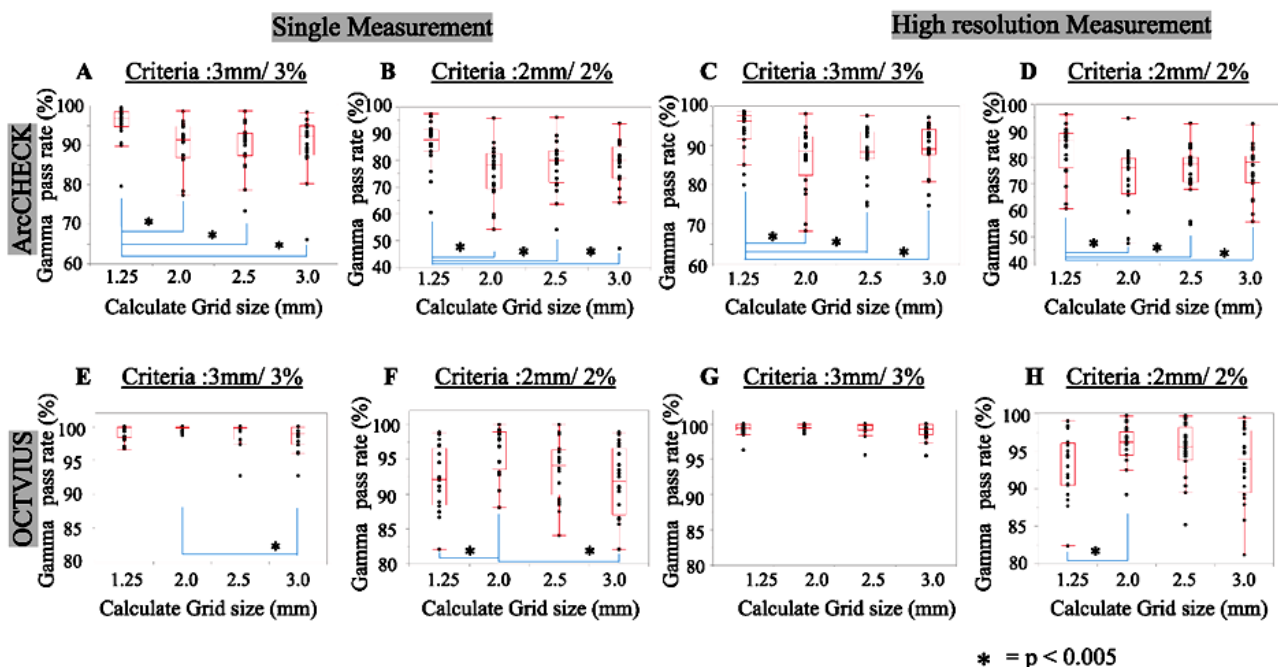 Single Measurement
High resolution Measurement
ArcCHECK
A Criteria :3mm/ 3%
Gamma pass rate (%)
100
90
80
70
60
* * *
1.25 2.0 2.5 3.0
Calculate Grid size (mm)
B Criteria :2mm/ 2%
Gamma pass rate (%)
100
90
80
70
60
50
40
* * *
1.25 2.0 2.5 3.0
Calculate Grid size (mm)
C Criteria :3mm/ 3%
Gamma pass ratc (%)
100
90
80
70
60
* * *
1.25 2.0 2.5 3.0
Calculate Grid size (mm)
D Criteria :2mm/ 2%
Gamma pass rate (%)
100
90
80
70
60
50
40
* * *
1.25 2.0 2.5 3.0
Calculate Grid size (mm)
OCTVIUS
E Criteria :3mm/ 3%
Gamma pass rate (%)
100
95
90
85
80
*
1.25 2.0 2.5 3.0
Calculate Grid size (mm)
F Criteria :2mm/ 2%
Gamma pass rate (%)
100
95
90
85
80
* *
1.25 2.0 2.5 3.0
Calculate Grid size (mm)
G Criteria :3mm/ 3%
Gamma pass rate (%)
100
95
90
85
80
1.25 2.0 2.5 3.0
Calculate Grid size (mm)
H Criteria :2mm/ 2%
Gamma pass rate (%)
100
95
90
85
80
*
1.25 2.0 2.5 3.0
Calculate Grid size (mm)
* = p < 0.005